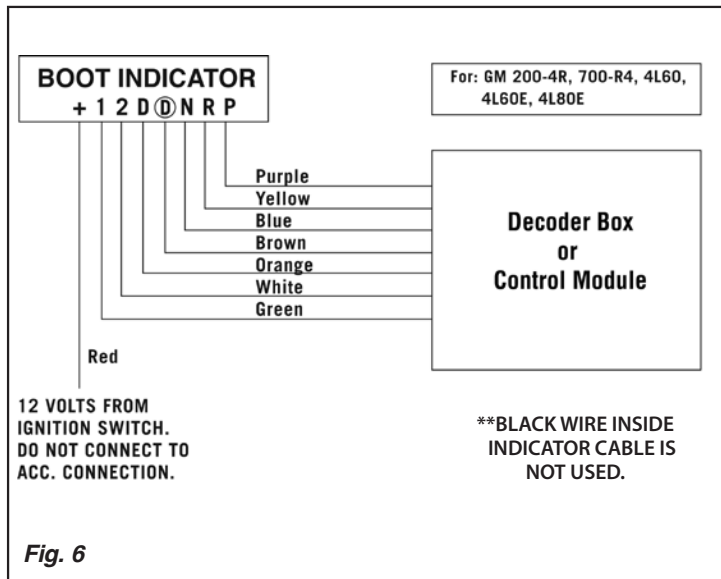 BOOT INDICATOR
+ 1 2 D Ⓓ N R P
For: GM 200-4R, 700-R4, 4L60,
4L60E, 4L80E
Purple
Yellow
Blue
Brown
Orange
White
Green
Decoder Box
or
Control Module
Red
12 VOLTS FROM
IGNITION SWITCH.
DO NOT CONNECT TO
ACC. CONNECTION.
**BLACK WIRE INSIDE
INDICATOR CABLE IS
NOT USED.
Fig. 6